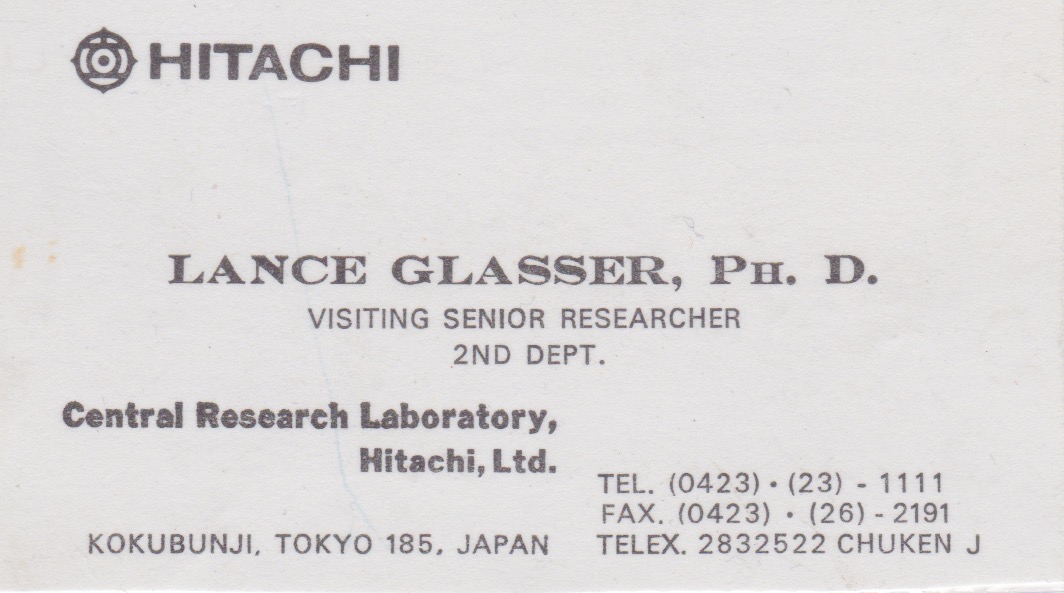 HITACHI
LANCE GLASSER, PH. D.
VISITING SENIOR RESEARCHER
2ND DEPT.
Central Research Laboratory,
Hitachi, Ltd.
KOKUBUNJI, TOKYO 185, JAPAN
TEL. (0423) · (23) - 1111
FAX. (0423) · (26) - 2191
TELEX. 2832522 CHUKEN J